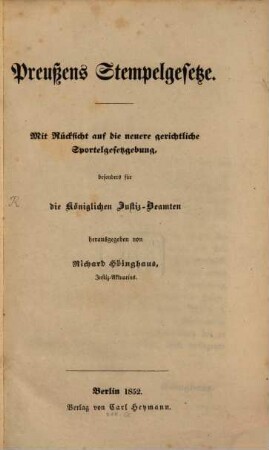 Preußens Stempelgesetze.
Mit Rücksicht auf die neuere gerichtliche
Sportelgesetzgebung,
besonders für
die Königlichen Justiz-Beamten
herausgegeben von
Richard Ebinghaus,
Justiz-Aktuarius.
Berlin 1852.
Verlag von Carl Heymann.